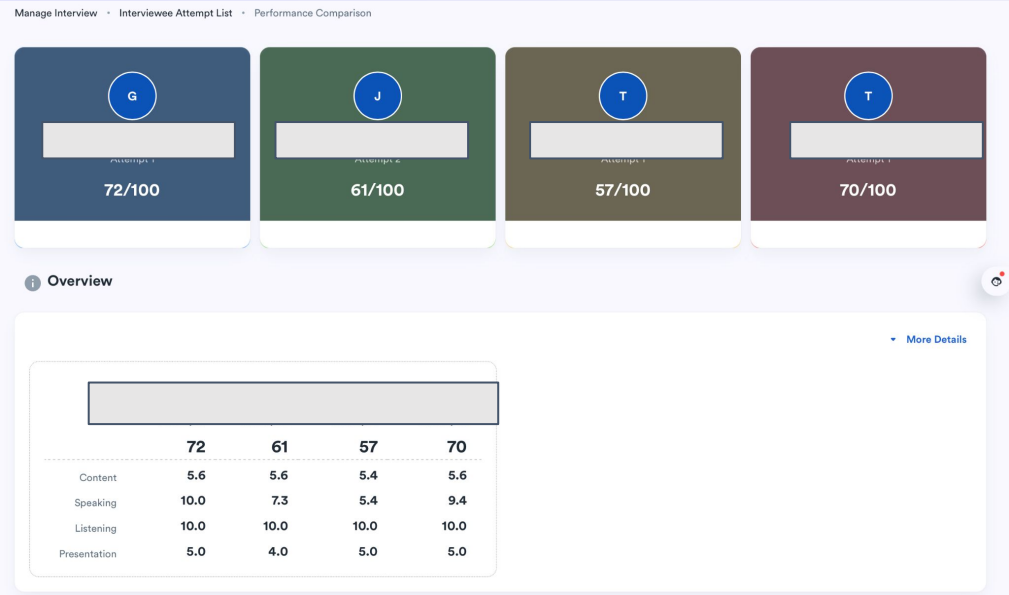 Manage Interview • Interviewee Attempt List • Performance Comparison
G J T T
72/100 61/100 57/100 70/100
i Overview
More Details
72 61 57 70
Content 5.6 5.6 5.4 5.6
Speaking 10.0 7.3 5.4 9.4
Listening 10.0 10.0 10.0 10.0
Presentation 5.0 4.0 5.0 5.0